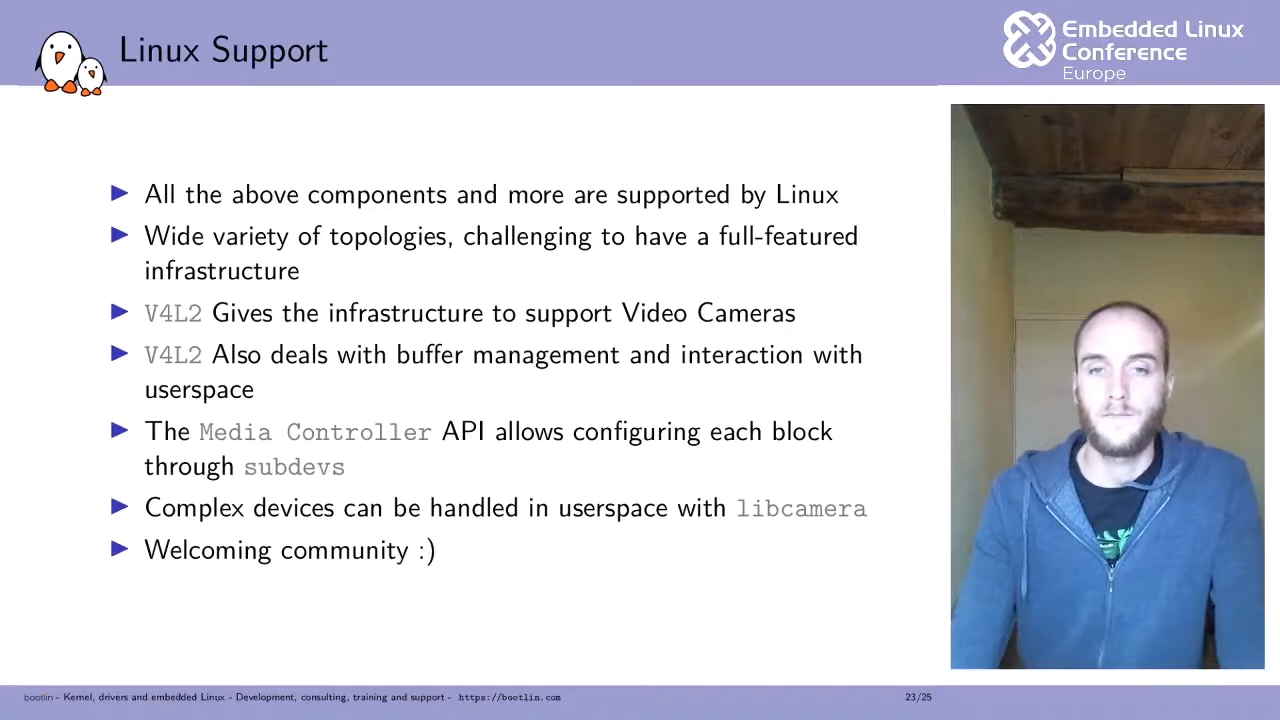 Linux Support
Embedded Linux
Conference
Europe
All the above components and more are supported by Linux
Wide variety of topologies, challenging to have a full-featured
infrastructure
V4L2 Gives the infrastructure to support Video Cameras
V4L2 Also deals with buffer management and interaction with
userspace
The Media Controller API allows configuring each block
through subdevs
Complex devices can be handled in userspace with libcamera
Welcoming community :)
bootlin - Kernel, drivers and embedded Linux - Development, consulting, training and support - https://bootlin.com
23/25